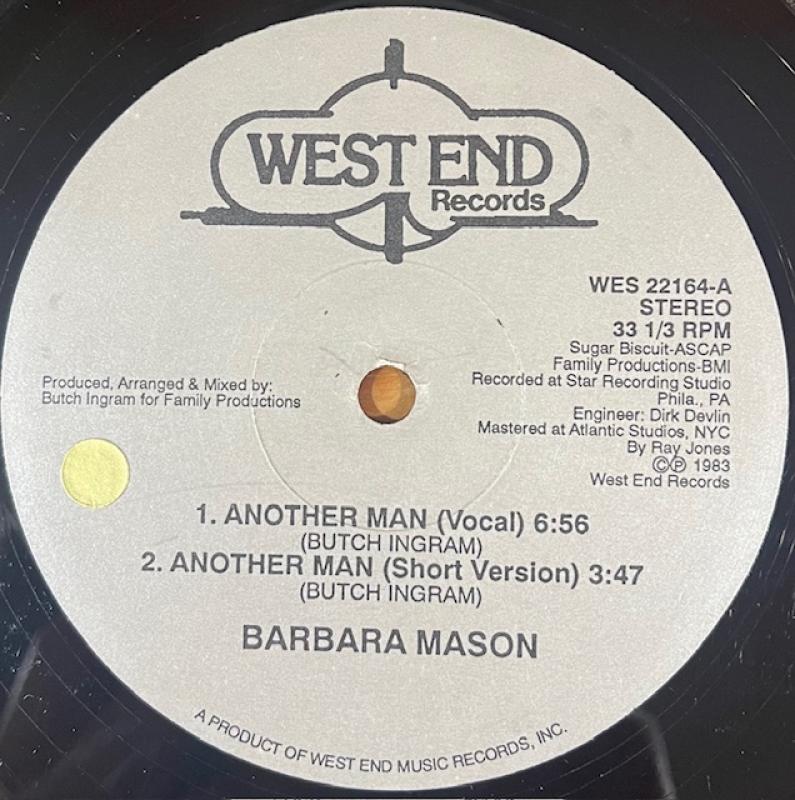 WEST END
Records
WES 22164-A
STEREO
33 1/3 RPM
Sugar Biscuit-ASCAP
Family Productions-BMI
Recorded at Star Recording Studio
Phila., PA
Engineer: Dirk Devlin
Mastered at Atlantic Studios, NYC
By Ray Jones
©℗ 1983
West End Records
Produced, Arranged & Mixed by:
Butch Ingram for Family Productions
1. ANOTHER MAN (Vocal) 6:56
(BUTCH INGRAM)
2. ANOTHER MAN (Short Version) 3:47
(BUTCH INGRAM)
BARBARA MASON
A PRODUCT OF WEST END MUSIC RECORDS, INC.